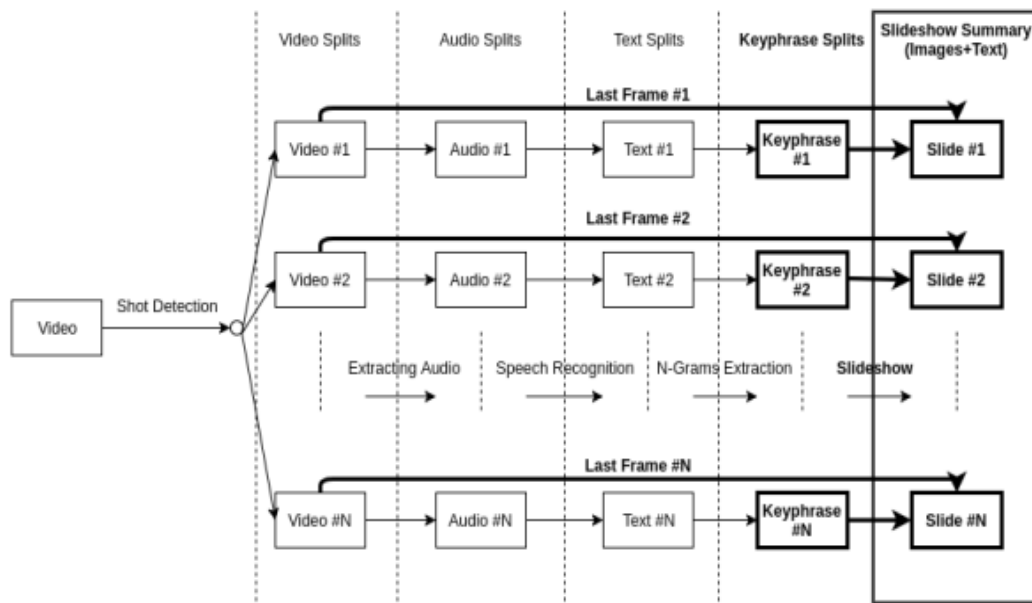 Video Splits
Audio Splits
Text Splits
Keyphrase Splits
Slideshow Summary
(Images+Text)
Last Frame #1
Video #1
Audio #1
Text #1
Keyphrase
#1
Slide #1
Last Frame #2
Video #2
Audio #2
Text #2
Keyphrase
#2
Slide #2
Video
Shot Detection
Extracting Audio
Speech Recognition
N-Grams Extraction
Slideshow
Last Frame #N
Video #N
Audio #N
Text #N
Keyphrase
#N
Slide #N